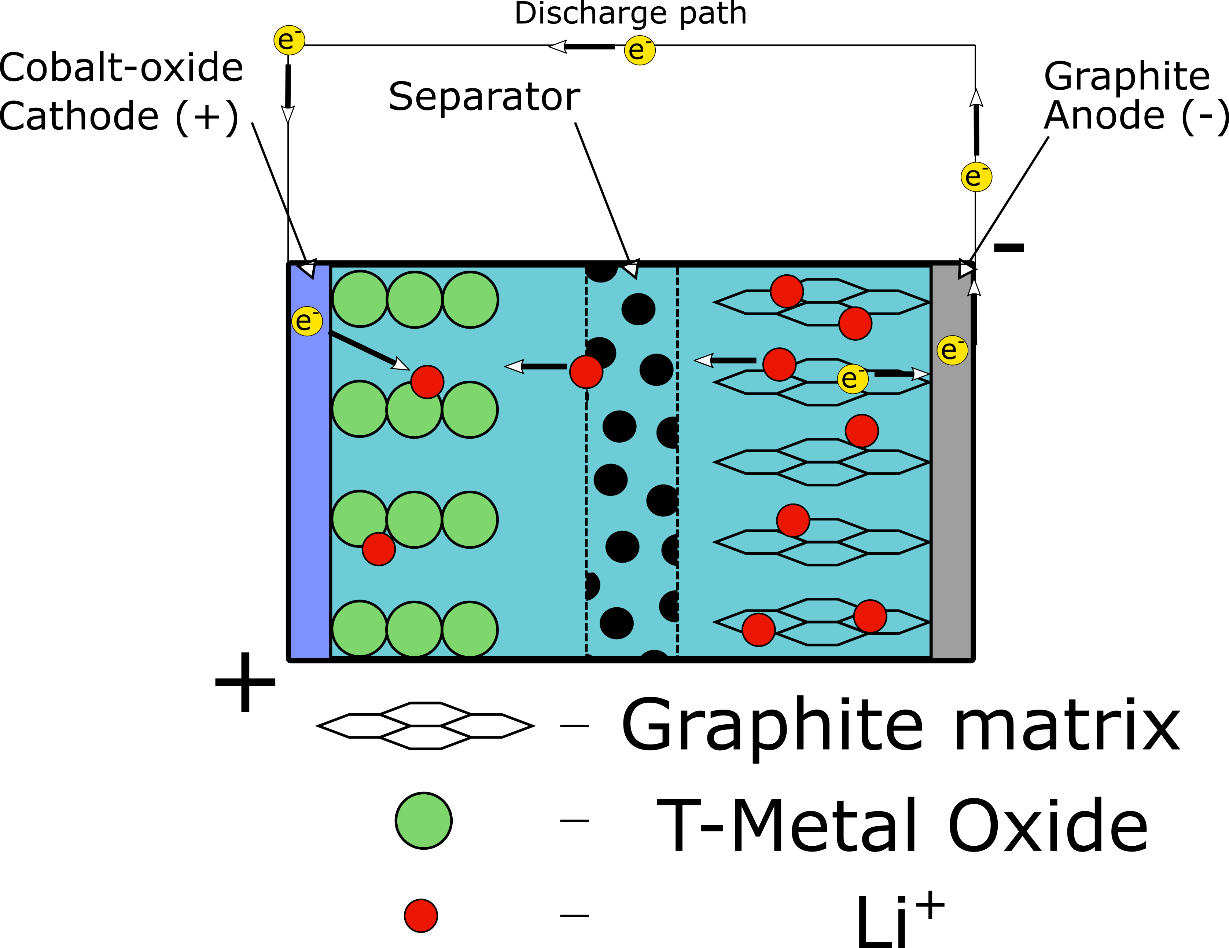 Discharge path
e-
e-
Cobalt-oxide
Cathode (+)
Separator
Graphite
Anode (-)
e-
-
e-
e-
e-
+
– Graphite matrix
– T-Metal Oxide
– Li+